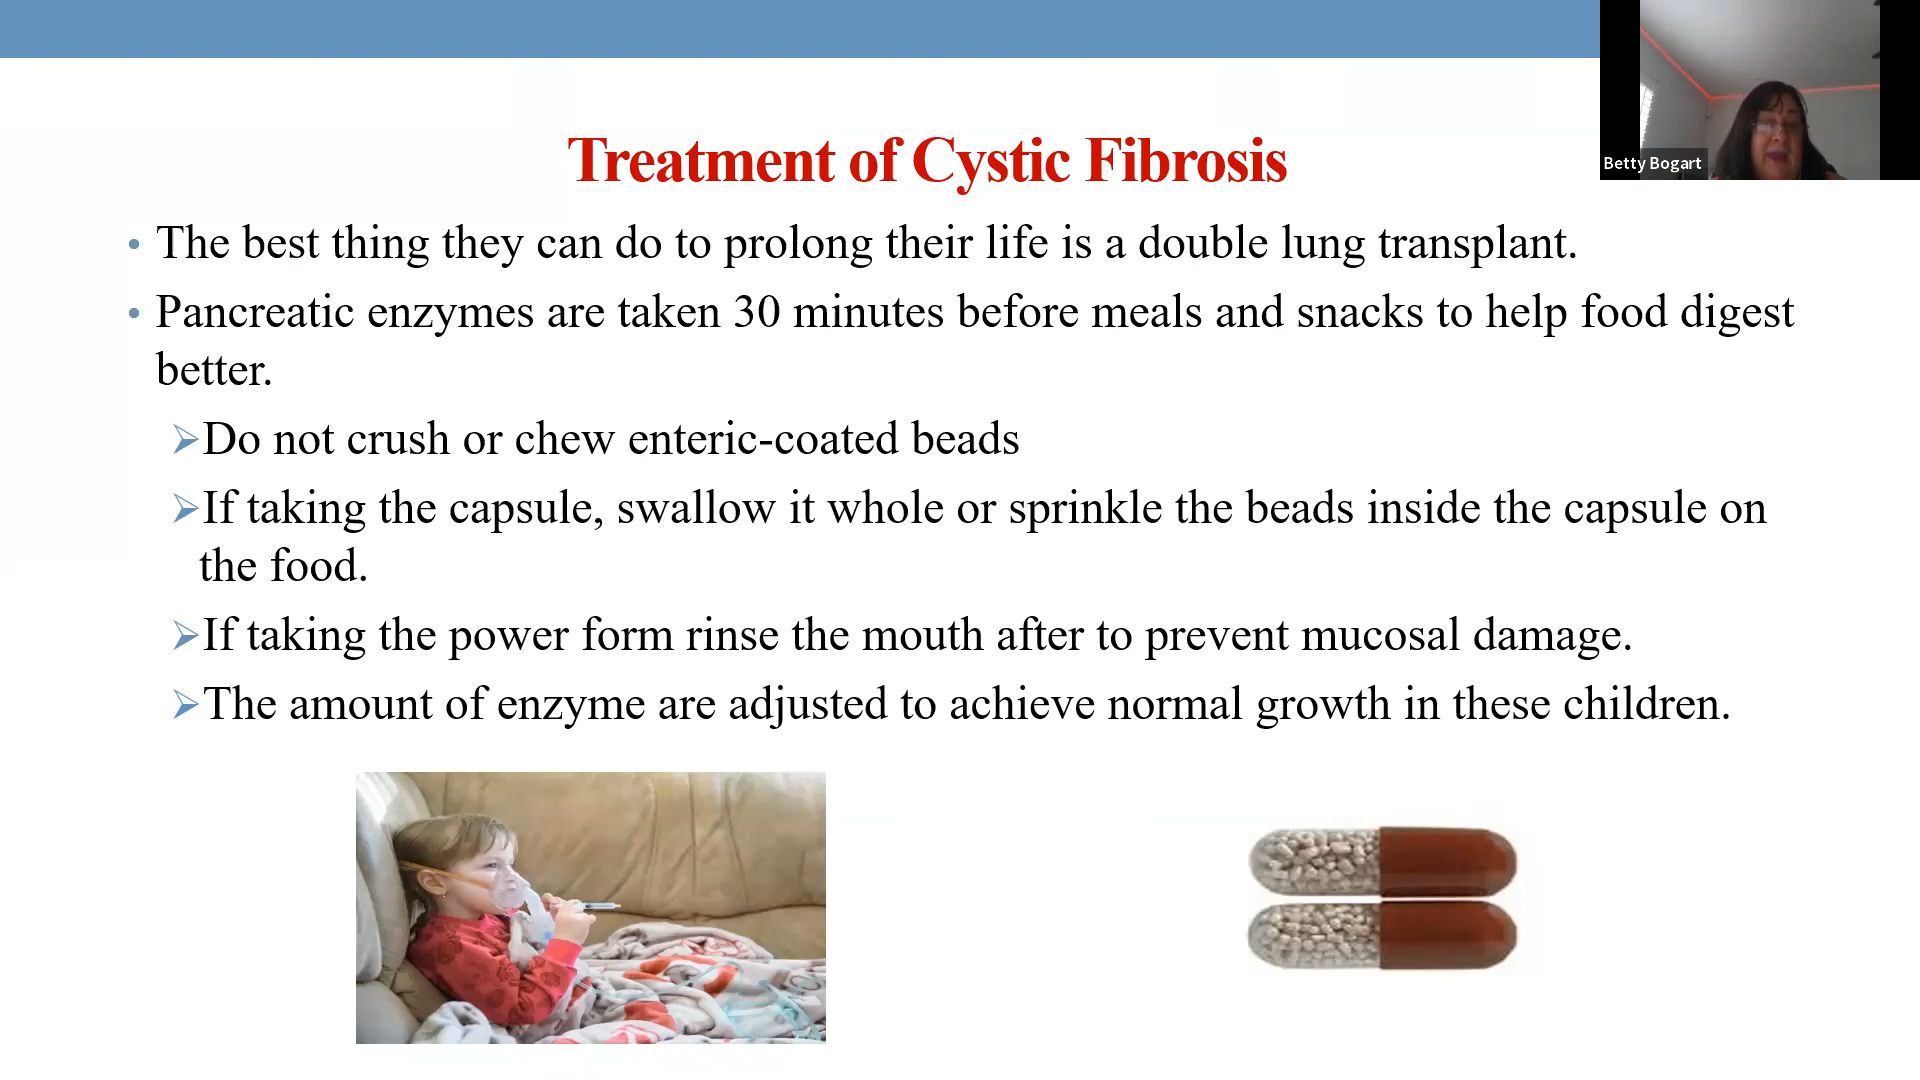 Betty Bogart
Treatment of Cystic Fibrosis
• The best thing they can do to prolong their life is a double lung transplant.
• Pancreatic enzymes are taken 30 minutes before meals and snacks to help food digest
better.
➢Do not crush or chew enteric-coated beads
➢If taking the capsule, swallow it whole or sprinkle the beads inside the capsule on
the food.
➢If taking the power form rinse the mouth after to prevent mucosal damage.
➢The amount of enzyme are adjusted to achieve normal growth in these children.